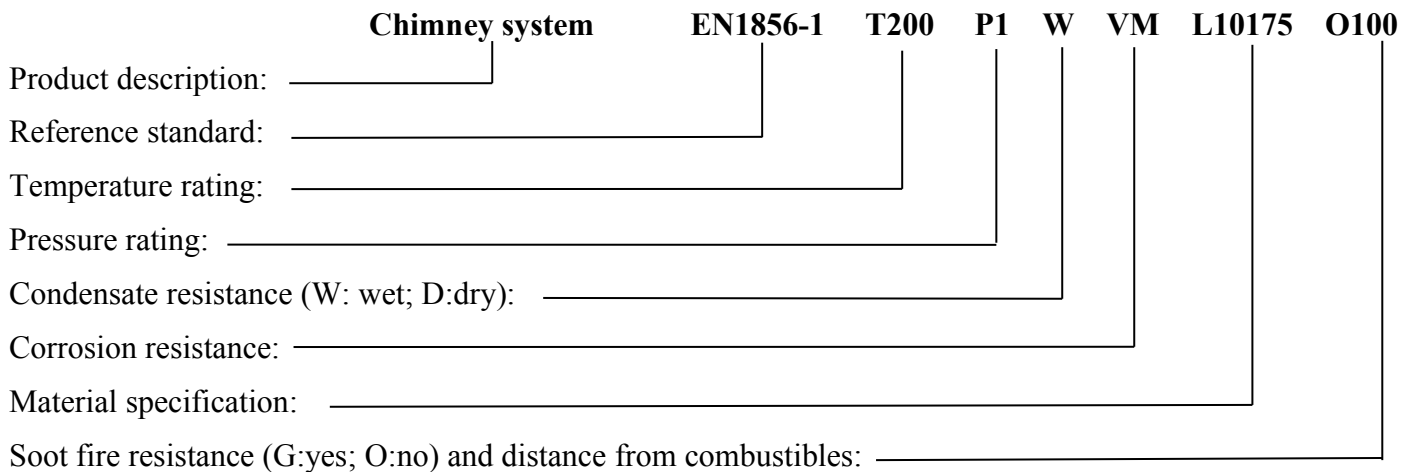 Chimney system EN1856-1 T200 P1 W VM L10175 O100
Product description:
Reference standard:
Temperature rating:
Pressure rating:
Condensate resistance (W: wet; D:dry):
Corrosion resistance:
Material specification:
Soot fire resistance (G:yes; O:no) and distance from combustibles: